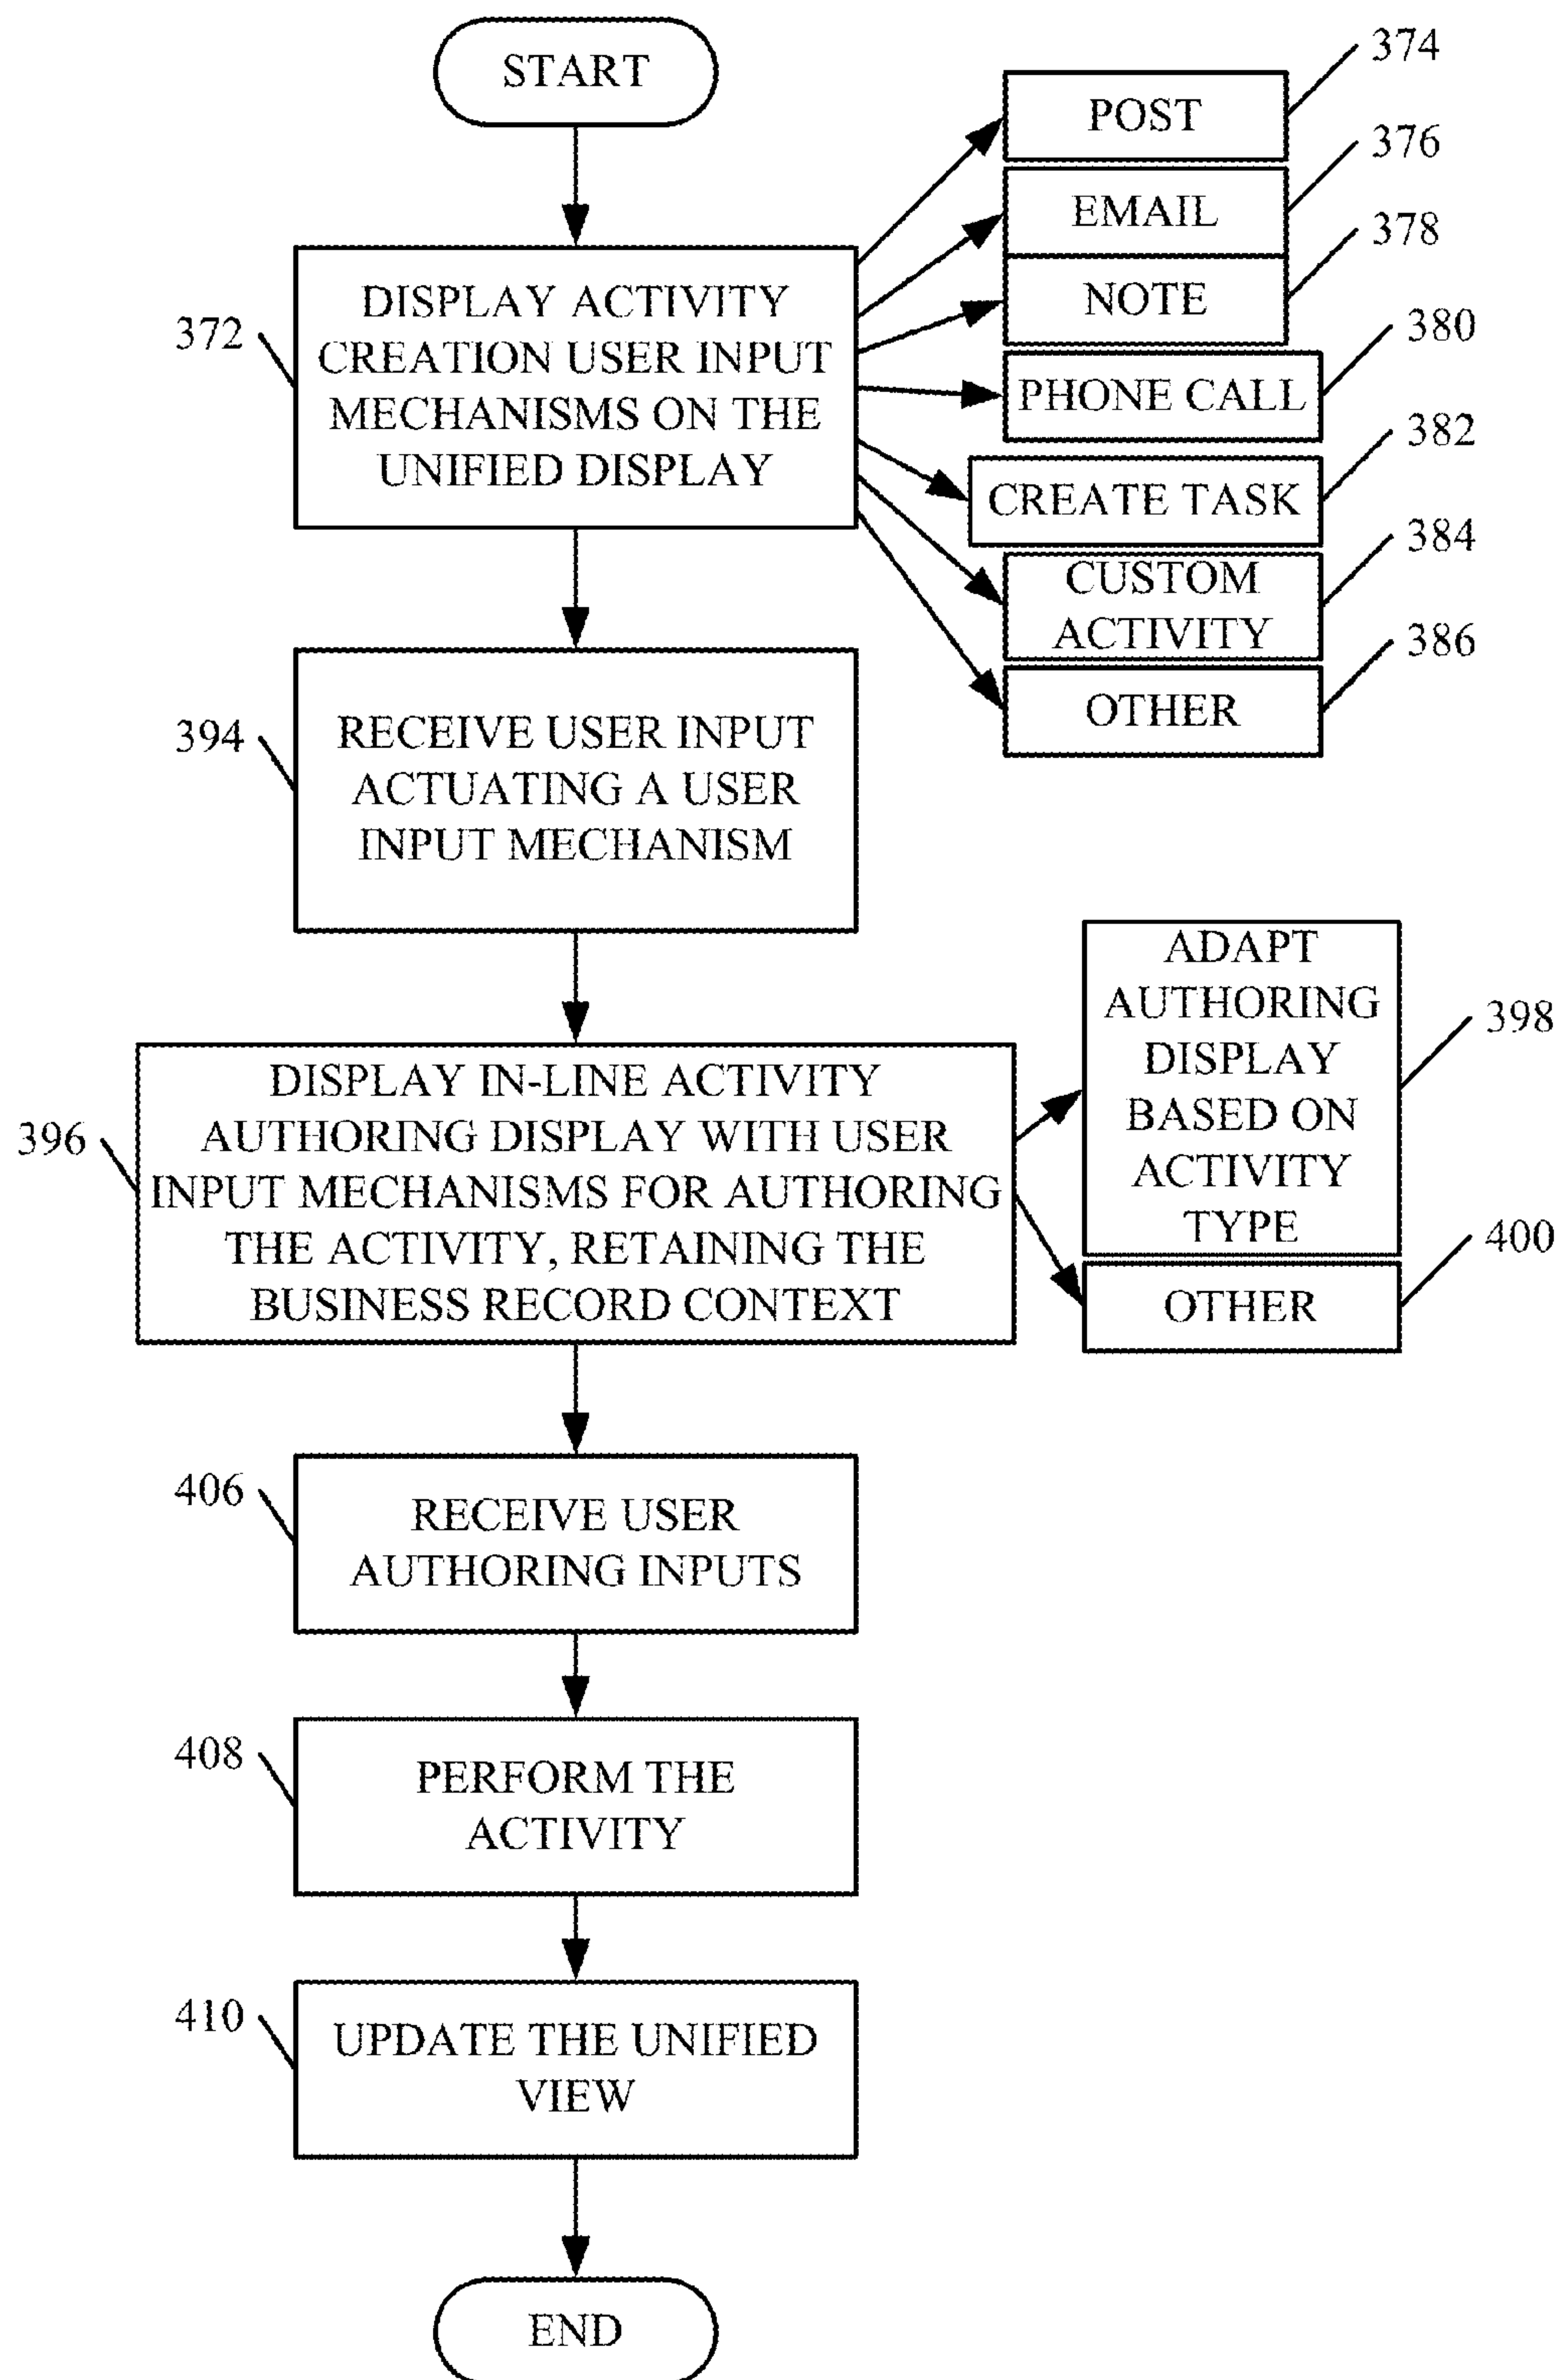 START
374
POST
376
EMAIL
378
NOTE
372
DISPLAY ACTIVITY
CREATION USER INPUT
MECHANISMS ON THE
UNIFIED DISPLAY
380
PHONE CALL
382
CREATE TASK
384
CUSTOM
ACTIVITY
386
OTHER
394
RECEIVE USER INPUT
ACTUATING A USER
INPUT MECHANISM
396
DISPLAY IN-LINE ACTIVITY
AUTHORING DISPLAY WITH USER
INPUT MECHANISMS FOR AUTHORING
THE ACTIVITY, RETAINING THE
BUSINESS RECORD CONTEXT
ADAPT
AUTHORING
DISPLAY
BASED ON
ACTIVITY
TYPE
398
400
OTHER
406
RECEIVE USER
AUTHORING INPUTS
408
PERFORM THE
ACTIVITY
410
UPDATE THE UNIFIED
VIEW
END